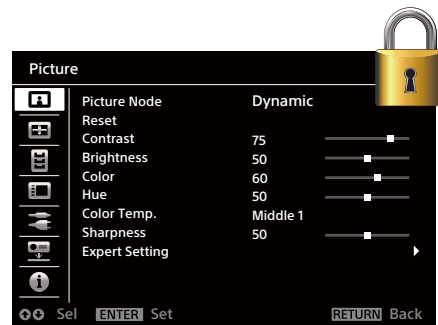 Picture
Picture Node Dynamic
Reset
Contrast 75
Brightness 50
Color 60
Hue 50
Color Temp. Middle 1
Sharpness 50
Expert Setting
Sel ENTER Set RETURN Back